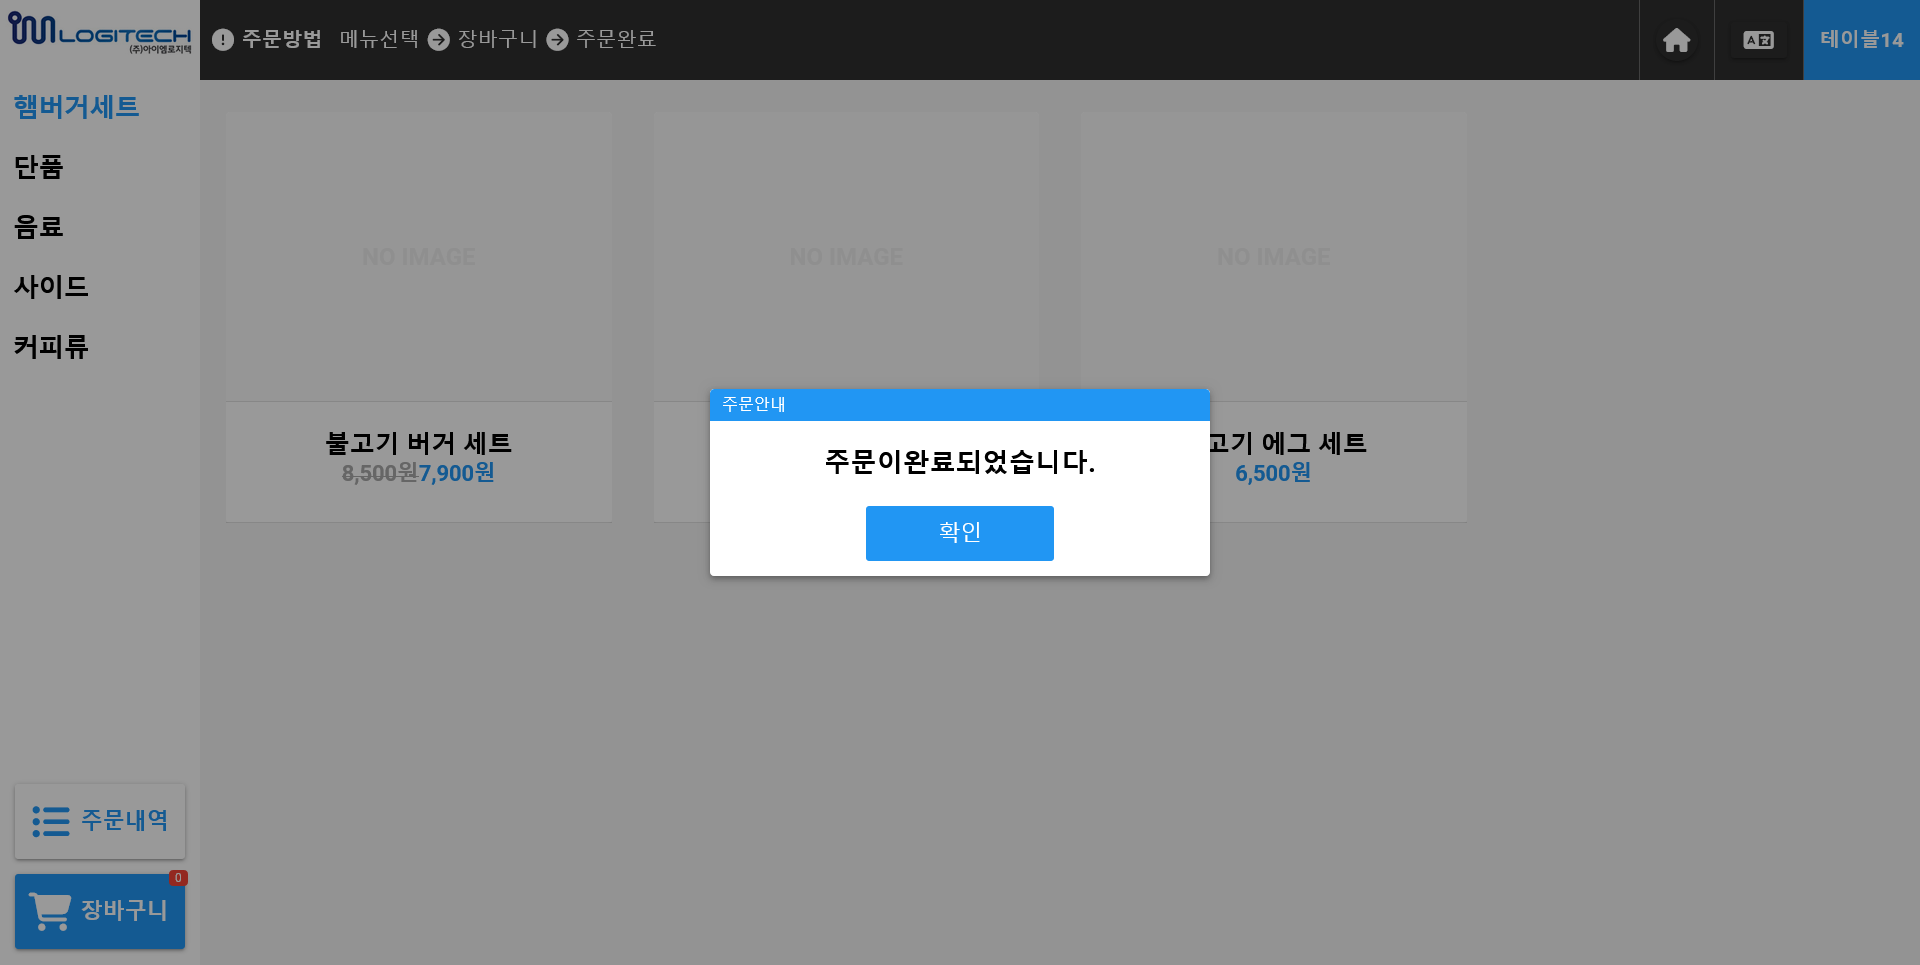 LOGITECH
(주)아이엠로지텍
주문방법 메뉴선택 장바구니 주문완료
테이블14
햄버거세트
단품
음료
사이드
커피류
NO IMAGE
NO IMAGE
NO IMAGE
불고기 버거 세트
8,500원7,900원
고기 에그 세트
6,500원
주문안내
주문이완료되었습니다.
확인
주문내역
0
장바구니